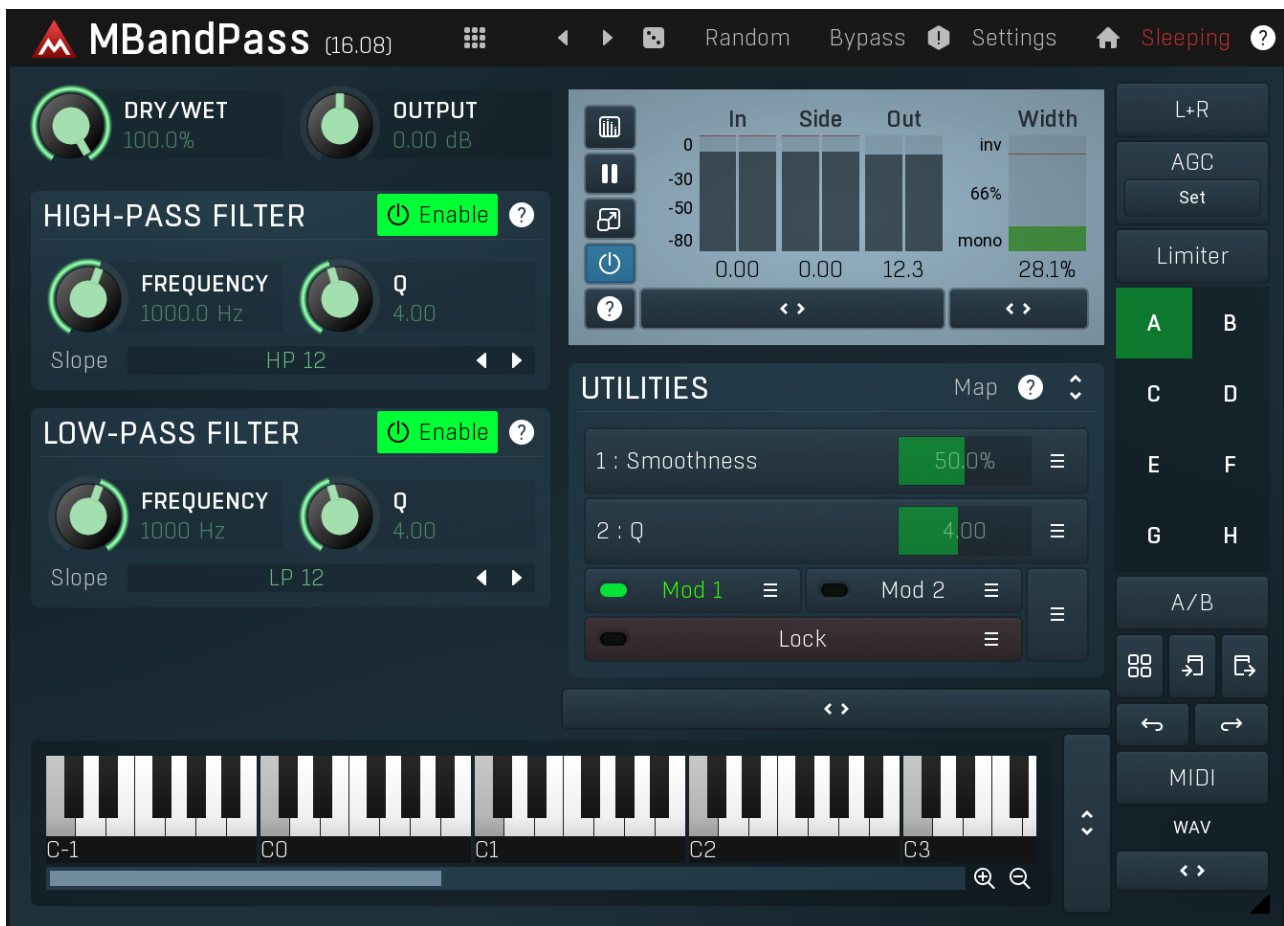 MBandPass (16.08) Random Bypass Settings Sleeping ?
DRY/WET
100.0%
OUTPUT
0.00 dB
HIGH-PASS FILTER Enable ?
FREQUENCY
1000.0 Hz
Q
4.00
Slope HP 12
LOW-PASS FILTER Enable ?
FREQUENCY
1000 Hz
Q
4.00
Slope LP 12
In Side Out Width
0
-30
-50
-80
inv
66%
mono
0.00 0.00 12.3 28.1%
?
UTILITIES Map ?
1 : Smoothness 50.0%
2 : Q 4.00
Mod 1 Mod 2
Lock
L+R
AGC
Set
Limiter
A B
C D
E F
G H
A/B
MIDI
WAV
C-1 C0 C1 C2 C3